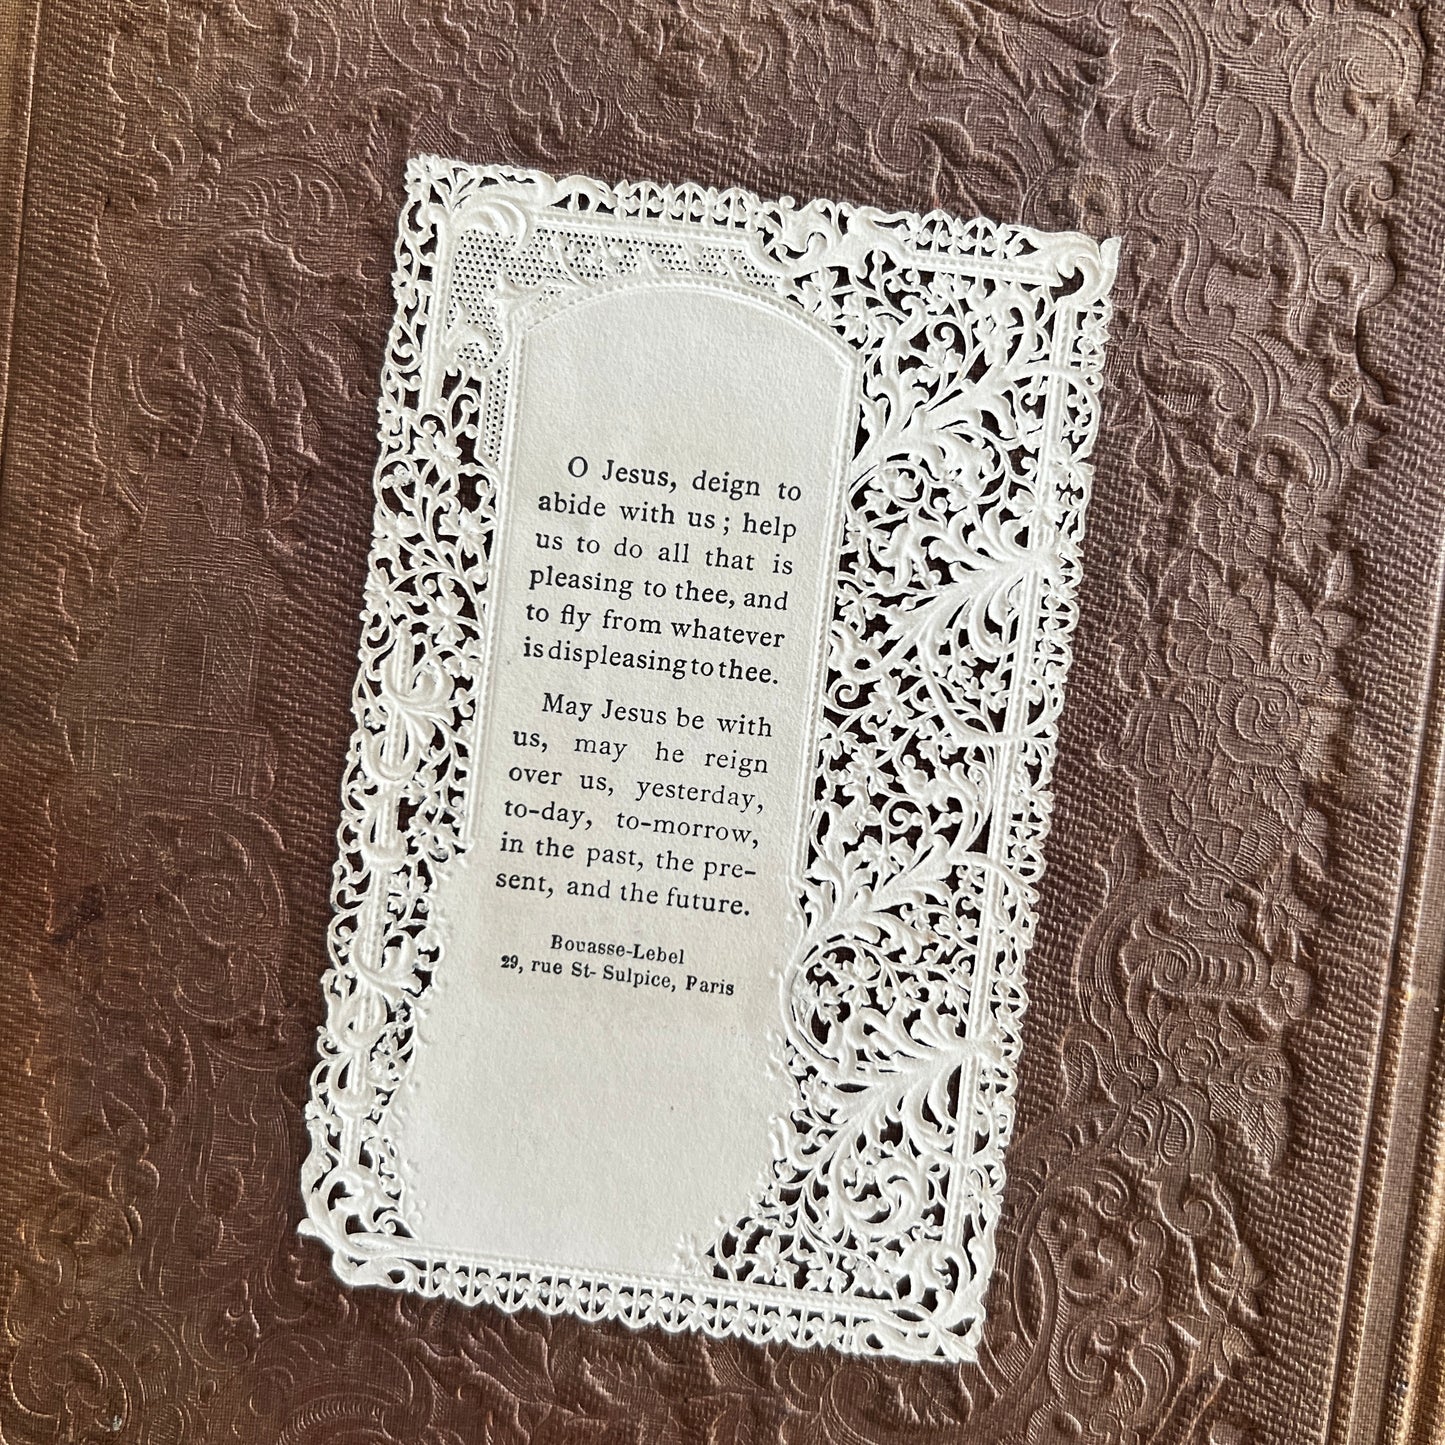 O Jesus, deign to
abide with us ; help
us to do all that is
pleasing to thee, and
to fly from whatever
is displeasing to thee.
May Jesus be with
us, may he reign
over us, yesterday,
to-day, to-morrow,
in the past, the pre-
sent, and the future.
Bouasse-Lebel
29, rue St- Sulpice, Paris